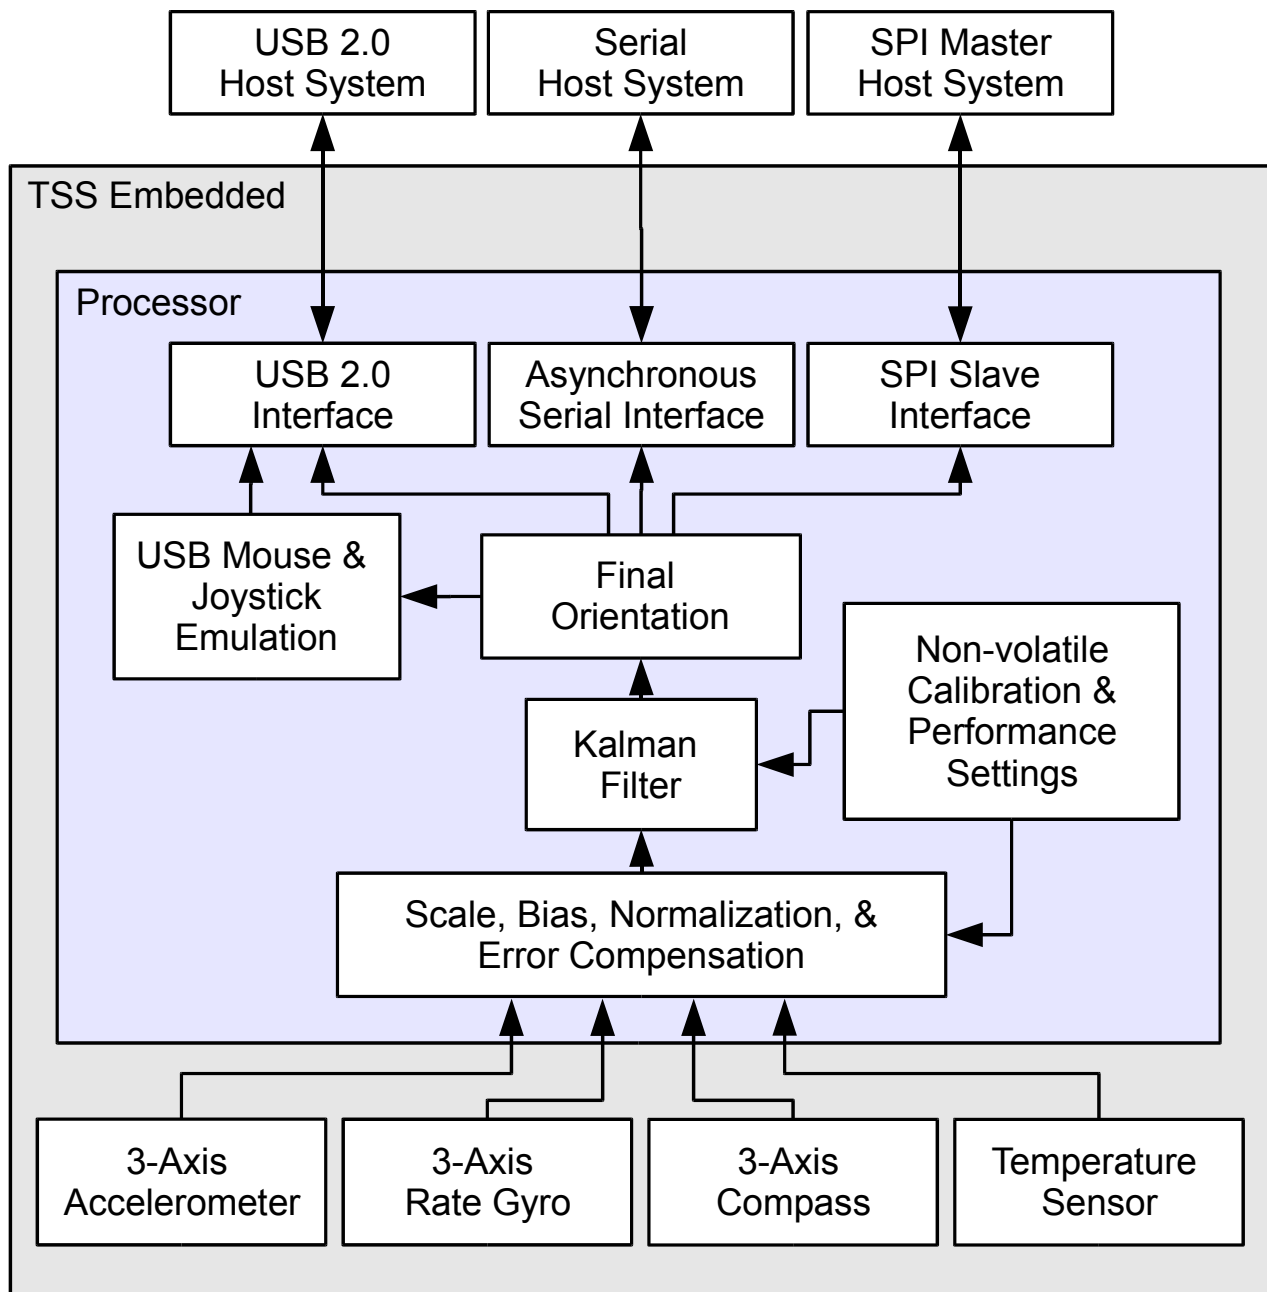 USB 2.0
Host System
Serial
Host System
SPI Master
Host System
TSS Embedded
Processor
USB 2.0
Interface
Asynchronous
Serial Interface
SPI Slave
Interface
USB Mouse &
Joystick
Emulation
Final
Orientation
Non-volatile
Calibration &
Performance
Settings
Kalman
Filter
Scale, Bias, Normalization, &
Error Compensation
3-Axis
Accelerometer
3-Axis
Rate Gyro
3-Axis
Compass
Temperature
Sensor